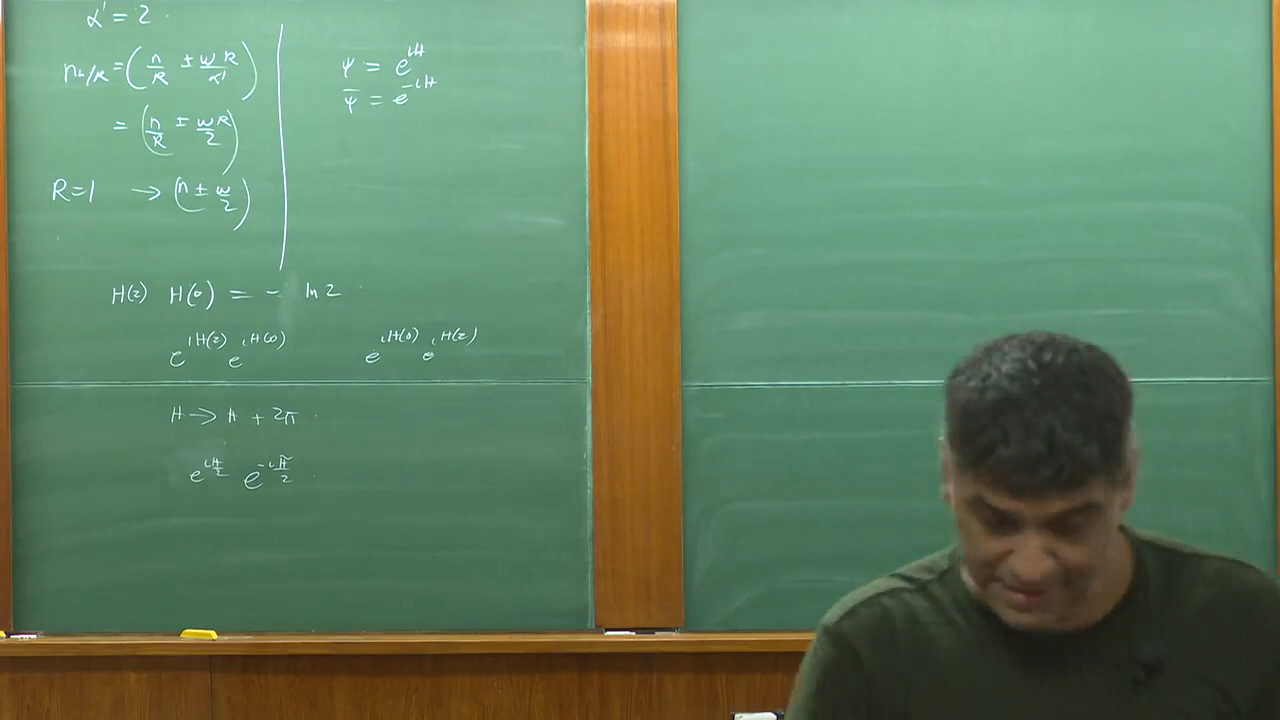 α' = 2
n_{L/R} = (n/R ± wR/α')
= (n/R ± wR/2)
R=1 → (n ± w/2)
ψ = e^{iH}
ψ̄ = e^{-iH}
H(z) H(0) = - ln z
e^{iH(z)} e^{iH(0)} e^{iH(0)} e^{iH(z)}
H → H + 2π
e^{iH/2} e^{-iH̃/2}